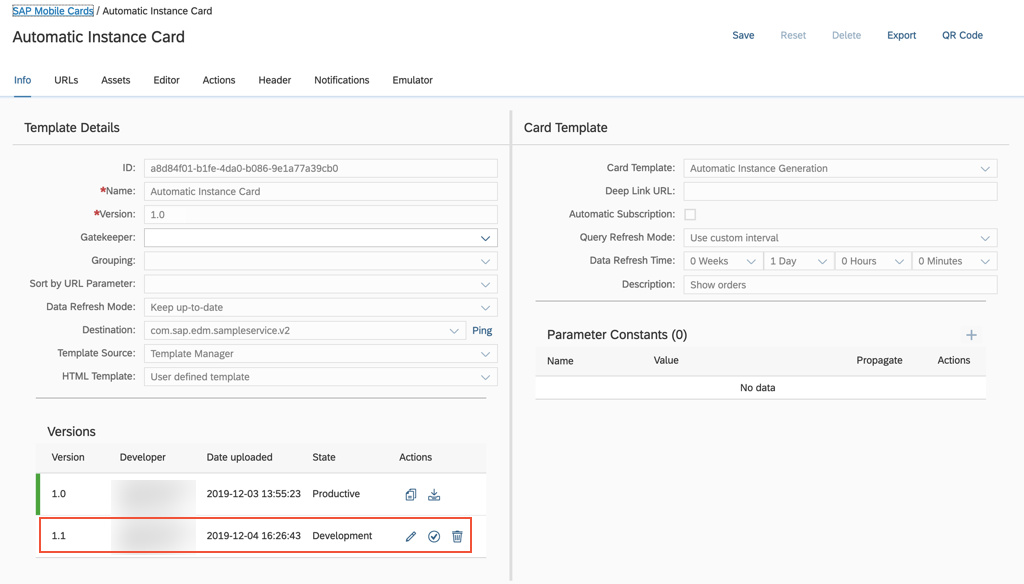 SAP Mobile Cards / Automatic Instance Card
Automatic Instance Card
Save Reset Delete Export QR Code
Info URLs Assets Editor Actions Header Notifications Emulator
Template Details
ID: a8d84f01-b1fe-4da0-b086-9e1a77a39cb0
*Name: Automatic Instance Card
*Version: 1.0
Gatekeeper:
Grouping:
Sort by URL Parameter:
Data Refresh Mode: Keep up-to-date
Destination: com.sap.edm.sampleservice.v2 Ping
Template Source: Template Manager
HTML Template: User defined template
Versions
Version Developer Date uploaded State Actions
1.0 2019-12-03 13:55:23 Productive
1.1 2019-12-04 16:26:43 Development
Card Template
Card Template: Automatic Instance Generation
Deep Link URL:
Automatic Subscription:
Query Refresh Mode: Use custom interval
Data Refresh Time: 0 Weeks 1 Day 0 Hours 0 Minutes
Description: Show orders
Parameter Constants (0)
Name Value Propagate Actions
No data